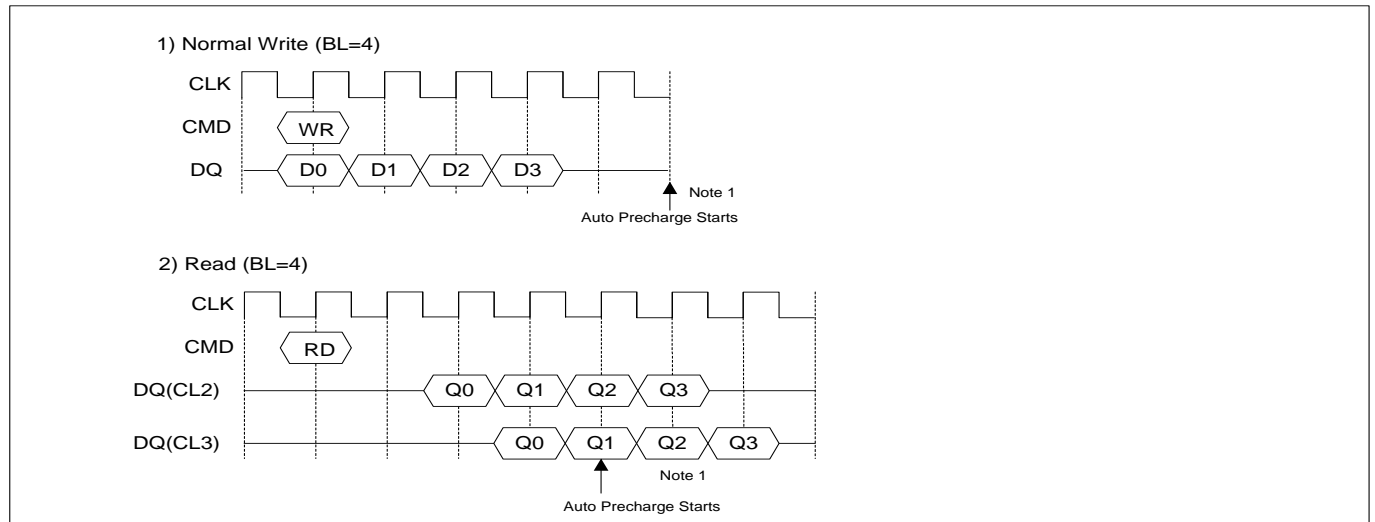 1) Normal Write (BL=4)
CLK
CMD WR
DQ D0 D1 D2 D3
Note 1
Auto Precharge Starts
2) Read (BL=4)
CLK
CMD RD
DQ(CL2) Q0 Q1 Q2 Q3
DQ(CL3) Q0 Q1 Q2 Q3
Note 1
Auto Precharge Starts